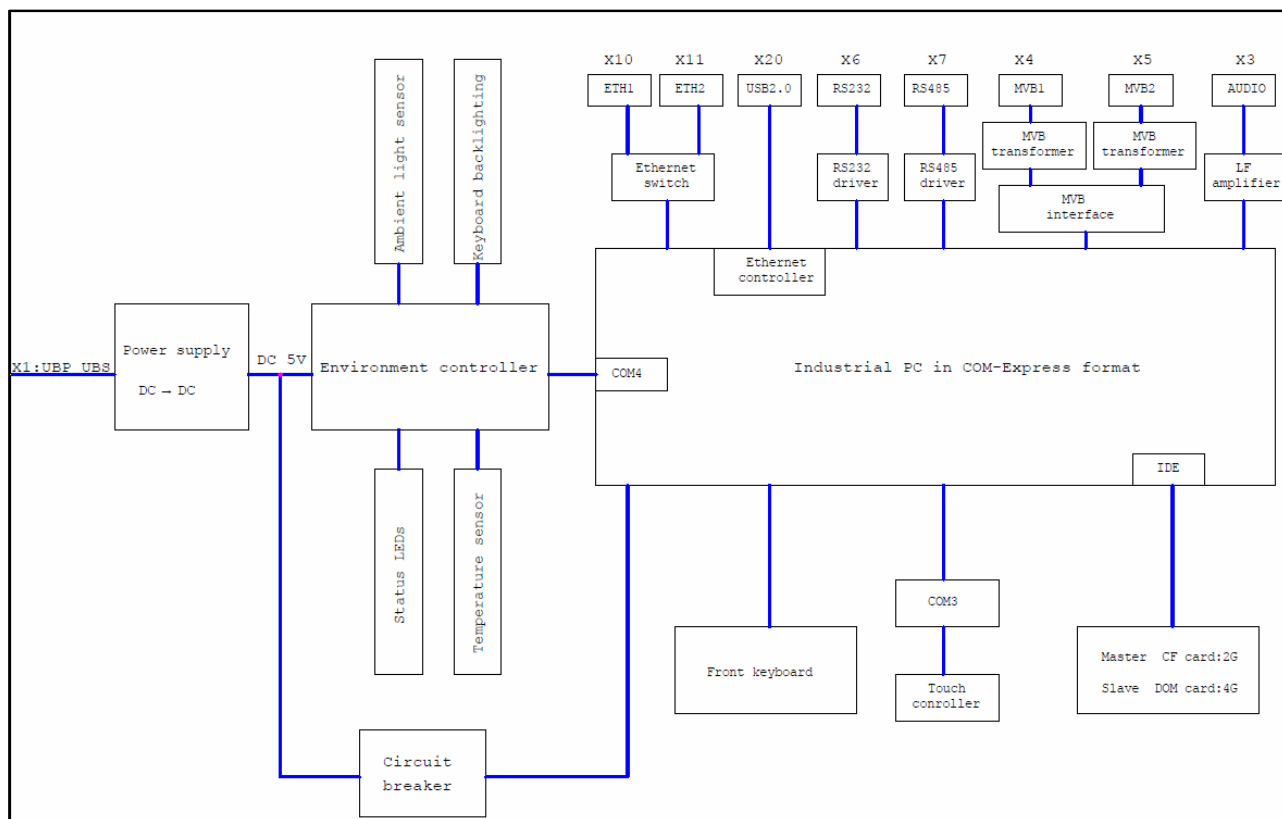 X10
X11
X20
X6
X7
X4
X5
X3
ETH1
ETH2
USB2.0
RS232
RS485
MVB1
MVB2
AUDIO
Ambient light sensor
Keyboard backlighting
Ethernet
switch
RS232
driver
RS485
driver
MVB
transformer
MVB
transformer
LF
amplifier
MVB
interface
Ethernet
controller
X1:UBP UBS
Power supply
DC → DC
DC 5V
Environment controller
COM4
Industrial PC in COM-Express format
IDE
Status LEDs
Temperature sensor
COM3
Front keyboard
Touch
conroller
Master CF card:2G
Slave DOM card:4G
Circuit
breaker